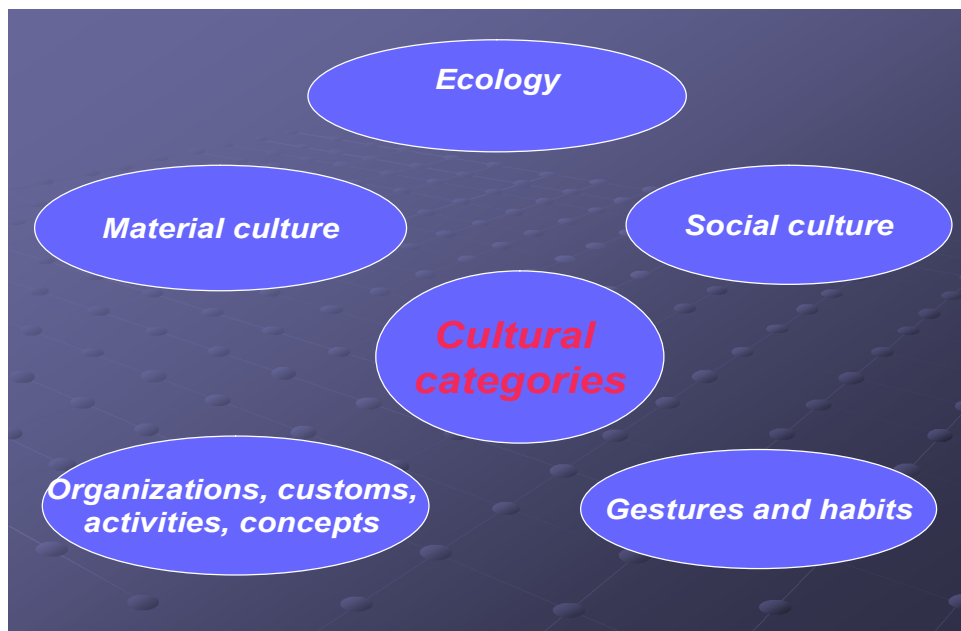 Ecology
Material culture
Social culture
Cultural
categories
Organizations, customs,
activities, concepts
Gestures and habits